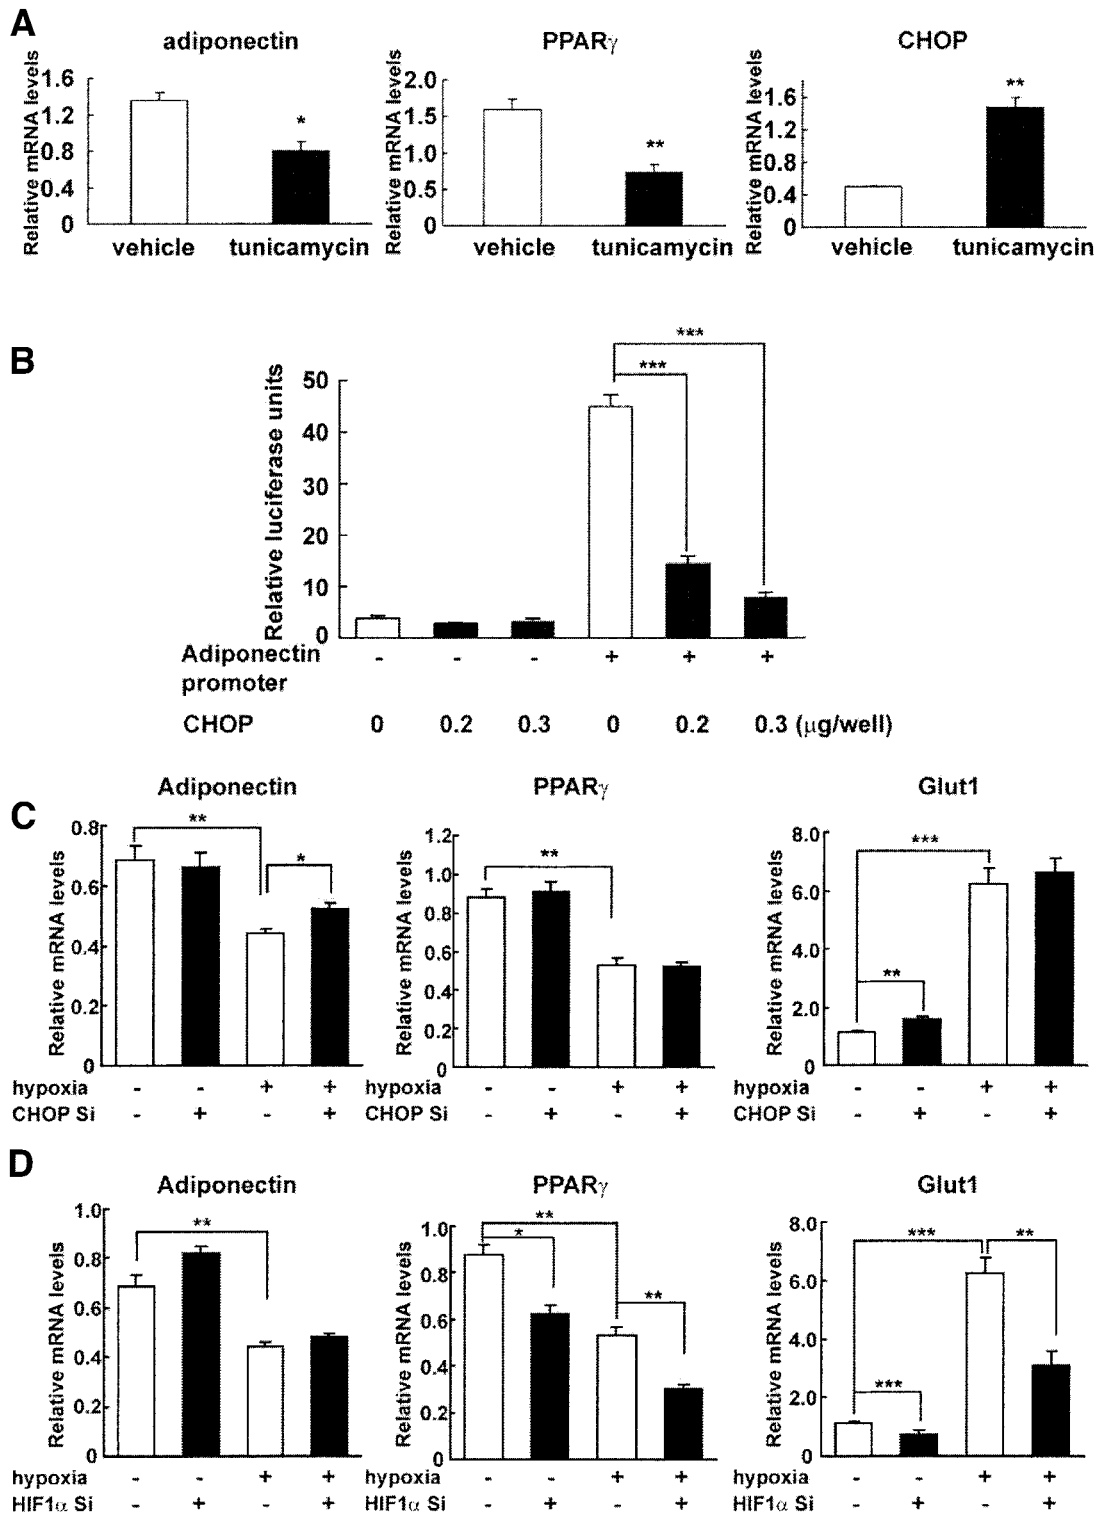 A
adiponectin PPARγ CHOP
Relative mRNA levels
1.6
1.2
0.8
0.4
0
vehicle tunicamycin
*
Relative mRNA levels
2.0
1.5
1.0
0.5
0
vehicle tunicamycin
**
Relative mRNA levels
1.6
1.2
0.8
0.4
0
vehicle tunicamycin
**
B
Relative luciferase units
50
40
30
20
10
0
***
***
Adiponectin promoter - - - + + +
CHOP 0 0.2 0.3 0 0.2 0.3 (μg/well)
C
Adiponectin PPARγ Glut1
Relative mRNA levels
0.8
0.6
0.4
0.2
0
**
*
hypoxia - - + +
CHOP Si - + - +
Relative mRNA levels
1.2
1.0
0.8
0.6
0.4
0.2
0
**
hypoxia - - + +
CHOP Si - + - +
Relative mRNA levels
8.0
6.0
4.0
2.0
0
***
**
hypoxia - - + +
CHOP Si - + - +
D
Adiponectin PPARγ Glut1
Relative mRNA levels
1.0
0.8
0.6
0.4
0.2
0
**
hypoxia - - + +
HIF1α Si - + - +
Relative mRNA levels
1.0
0.8
0.6
0.4
0.2
0
**
*
**
hypoxia - - + +
HIF1α Si - + - +
Relative mRNA levels
8.0
6.0
4.0
2.0
0
***
**
***
hypoxia - - + +
HIF1α Si - + - +